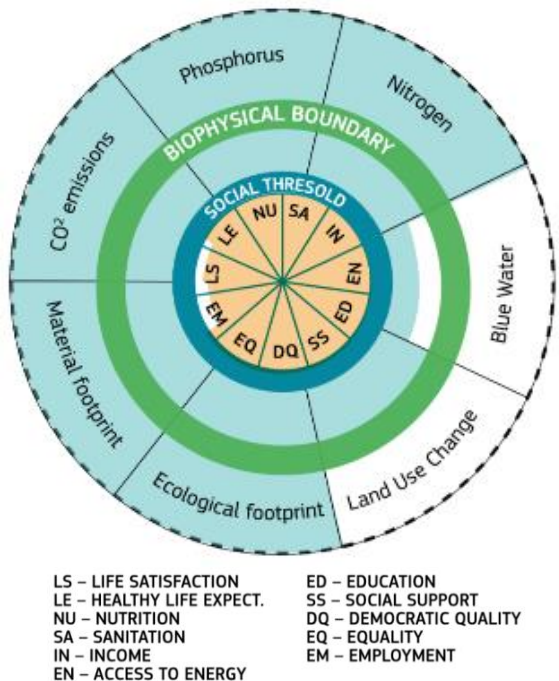 Phosphorus
Nitrogen
CO² emissions
BIOPHYSICAL BOUNDARY
SOCIAL THRESOLD
NU
SA
LE
IN
LS
EN
EM
ED
EQ
DQ
SS
Blue Water
Material footprint
Land Use Change
Ecological footprint
LS – LIFE SATISFACTION
LE – HEALTHY LIFE EXPECT.
NU – NUTRITION
SA – SANITATION
IN – INCOME
EN – ACCESS TO ENERGY
ED – EDUCATION
SS – SOCIAL SUPPORT
DQ – DEMOCRATIC QUALITY
EQ – EQUALITY
EM – EMPLOYMENT